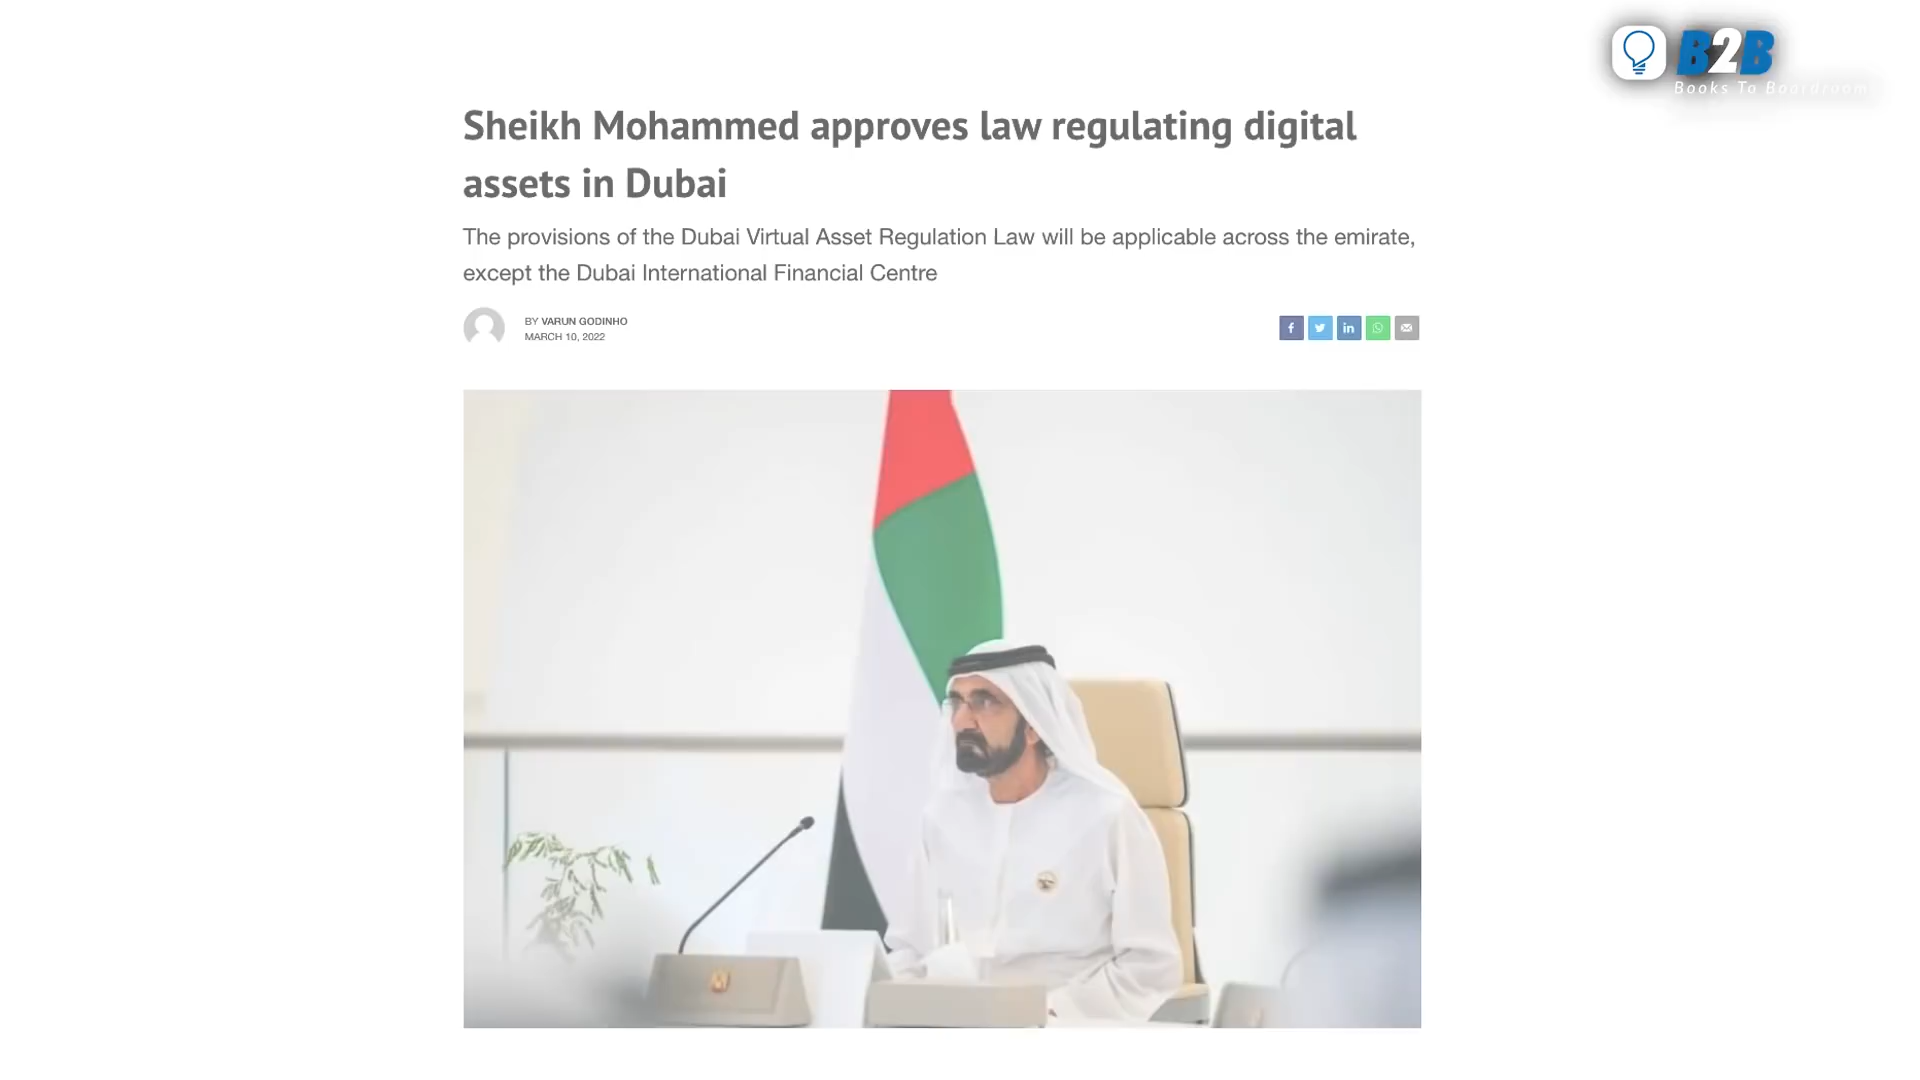 B2B
Books To Boardroom
Sheikh Mohammed approves law regulating digital
assets in Dubai
The provisions of the Dubai Virtual Asset Regulation Law will be applicable across the emirate,
except the Dubai International Financial Centre
BY VARUN GODINHO
MARCH 10, 2022
f
in